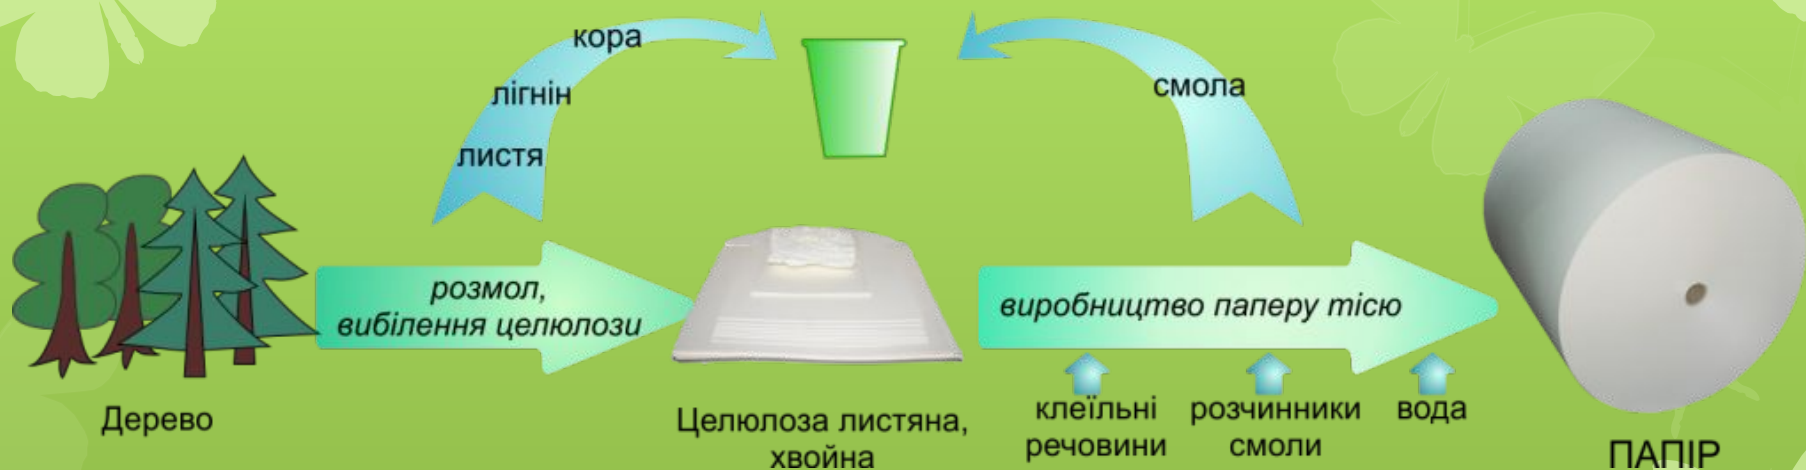 кора
лігнін
листя
смола
розмол,
вибілення целюлози
виробництво паперу тісю
Дерево
Целюлоза листяна,
хвойна
клеїльні
речовини
розчинники
смоли
вода
ПАПІР